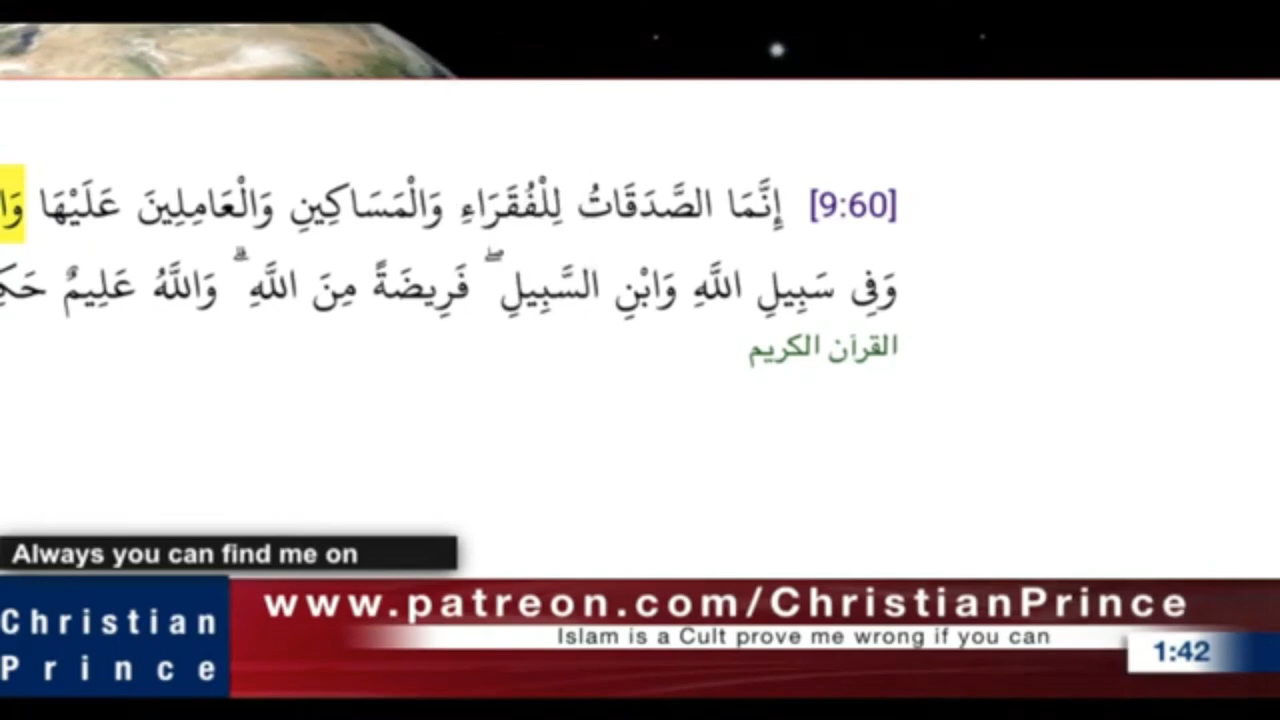 [9:60] إِنَّمَا الصَّدَقَاتُ لِلْفُقَرَاءِ وَالْمَسَاكِينِ وَالْعَامِلِينَ عَلَيْهَا
وَفِي سَبِيلِ اللَّهِ وَابْنِ السَّبِيلِ ۖ فَرِيضَةً مِنَ اللَّهِ ۗ وَاللَّهُ عَلِيمٌ
القرآن الكريم
Always you can find me on
Christian
Prince
www.patreon.com/ChristianPrince
Islam is a Cult prove me wrong if you can
1:42